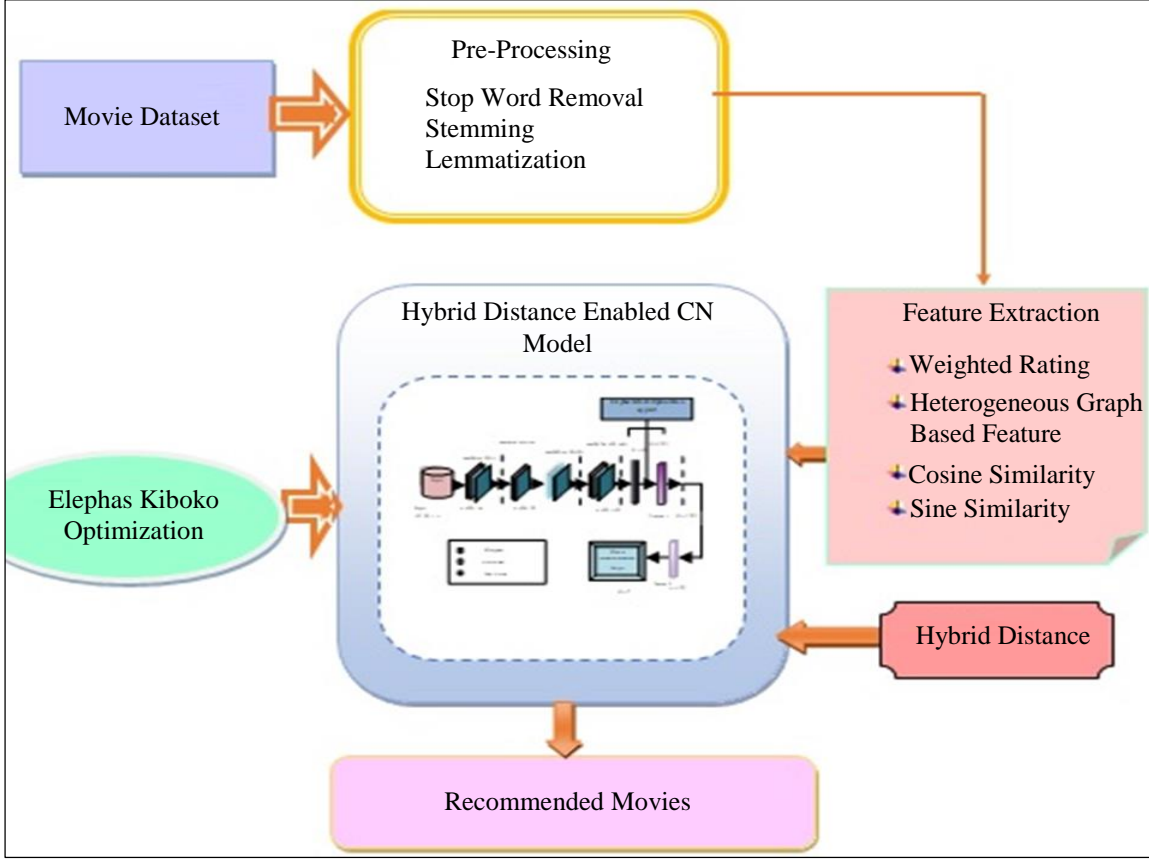 Movie Dataset
Pre-Processing
Stop Word Removal
Stemming
Lemmatization
Hybrid Distance Enabled CN
Model
Feature Extraction
Weighted Rating
Heterogeneous Graph
Based Feature
Cosine Similarity
Sine Similarity
Elephas Kiboko
Optimization
Hybrid Distance
Recommended Movies